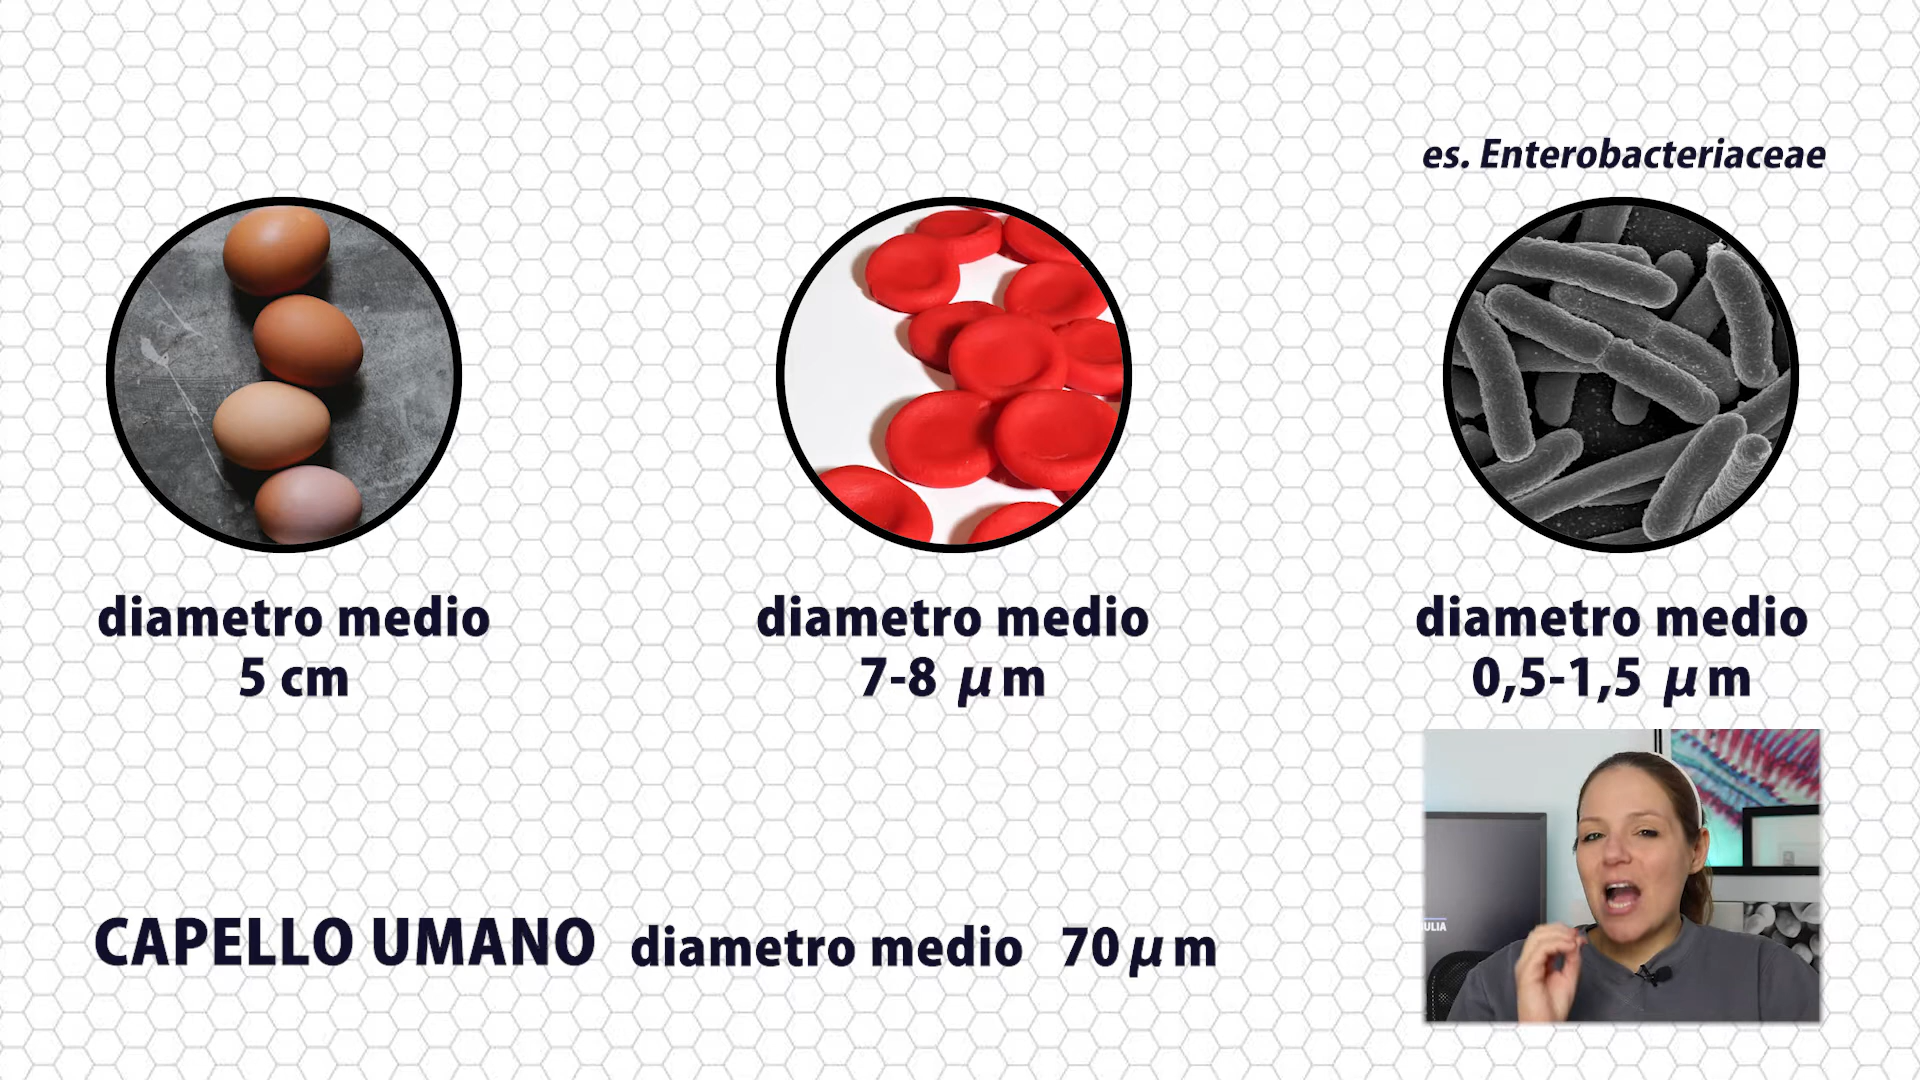 es. Enterobacteriaceae
diametro medio
5 cm
diametro medio
7-8 μm
diametro medio
0,5-1,5 μm
CAPELLO UMANO diametro medio 70 μm
ULIA